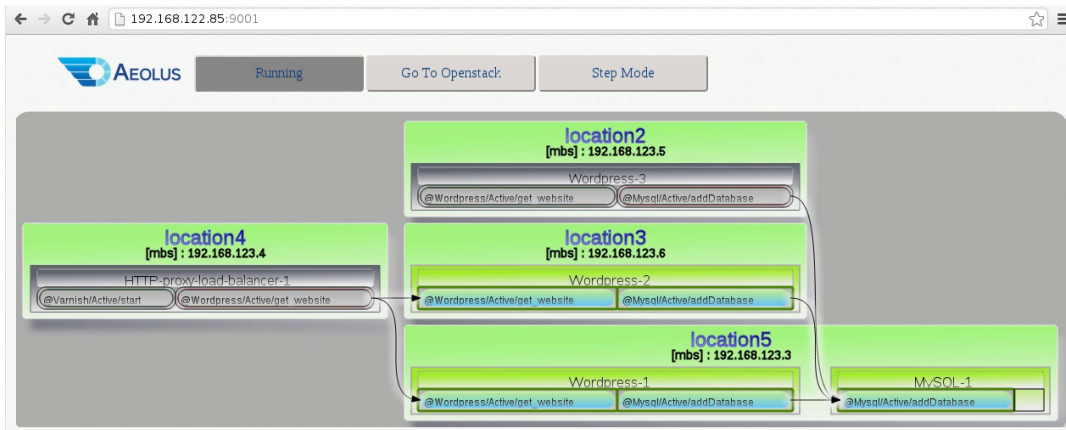 192.168.122.85:9001
AEOLUS
Running
Go To Openstack
Step Mode
location2
[mbs] : 192.168.123.5
Wordpress-3
@Wordpress/Active/get_website
@Mysql/Active/addDatabase
location4
[mbs] : 192.168.123.4
HTTP-proxy-load-balancer-1
@Varnish/Active/start
@Wordpress/Active/get_website
location3
[mbs] : 192.168.123.6
Wordpress-2
@Wordpress/Active/get_website
@Mysql/Active/addDatabase
location5
[mbs] : 192.168.123.3
Wordpress-1
@Wordpress/Active/get_website
@Mysql/Active/addDatabase
MySQL-1
@Mysql/Active/addDatabase